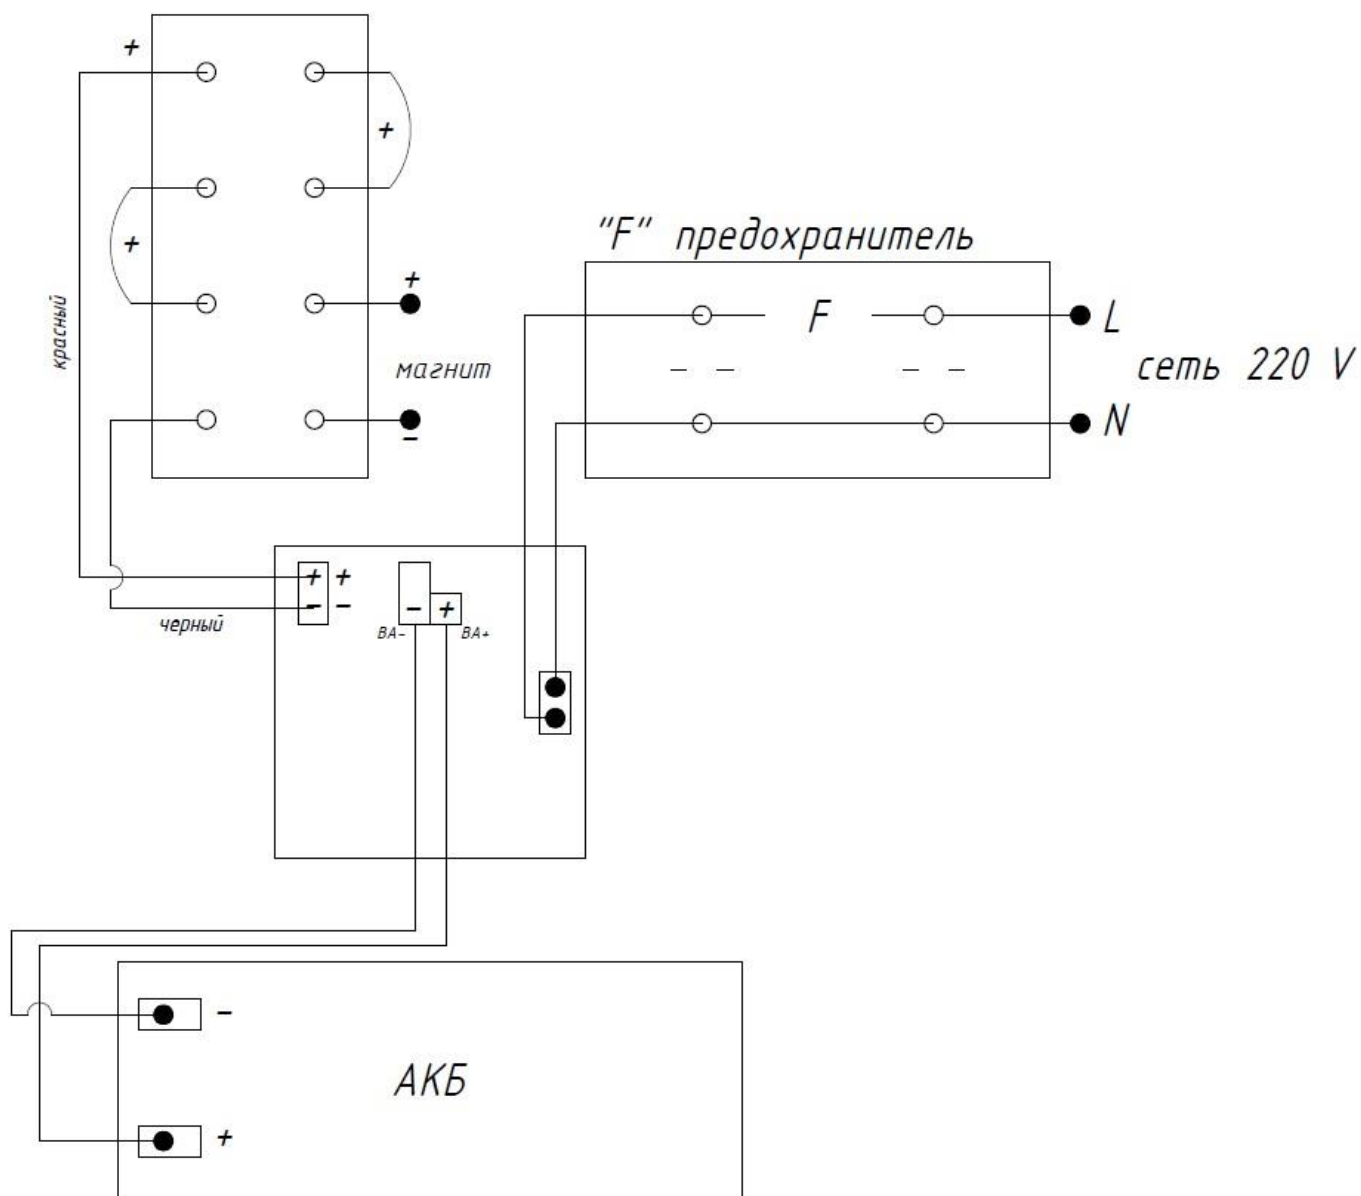 +
+
+
+
магнит
-
красный
"F" предохранитель
F
L
сеть 220 V
N
+ +
- -
черный
- +
BA- BA+
-
АКБ
+